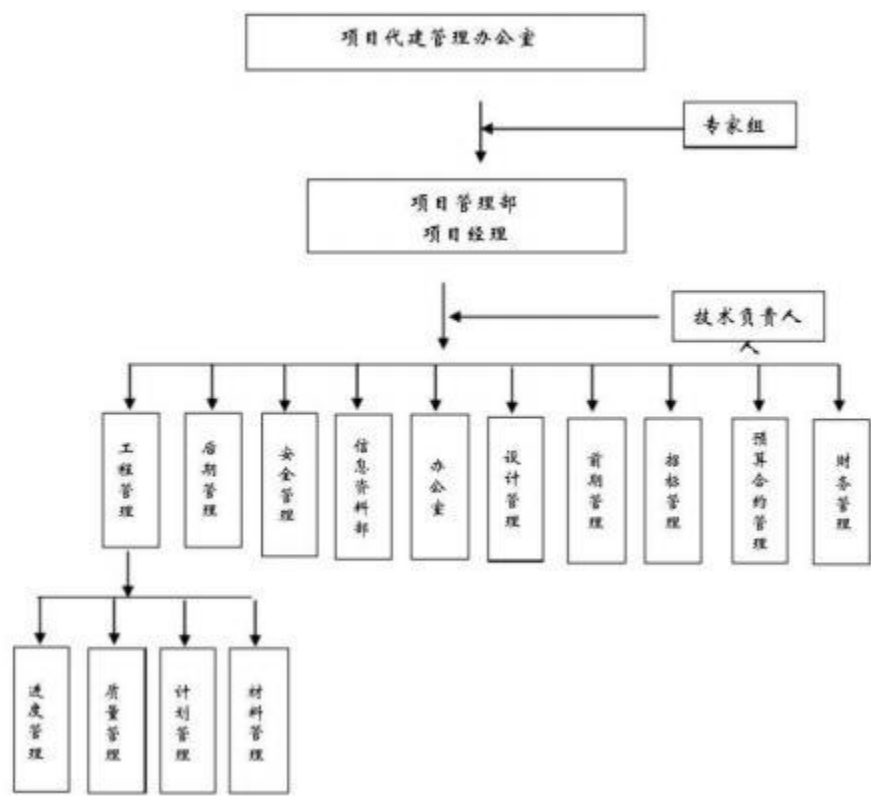 项目代建管理办公室
专家组
项目管理部
项目经理
技术负责人
人
工程管理
后期管理
安全管理
信息资料部
办公室
设计管理
前期管理
招标管理
预算合约管理
财务管理
进度管理
质量管理
计划管理
材料管理